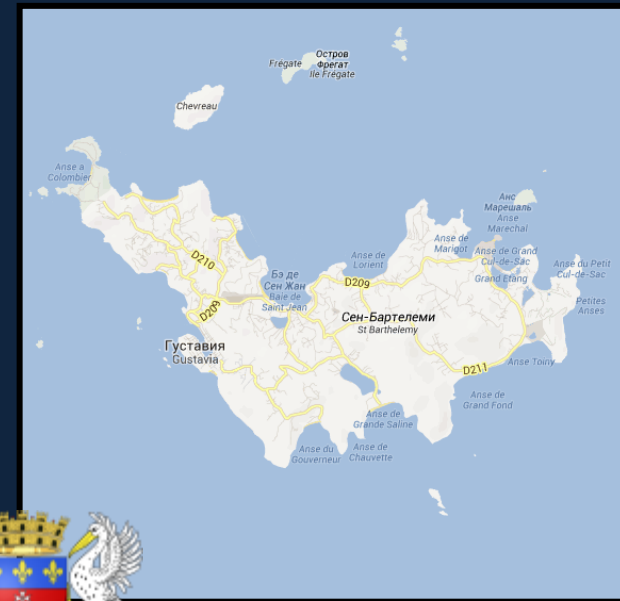 Остров
Фрегат
Frégate
Ile Frégate
Chevreau
Anse a
Colombier
Анс
Марешаль
Anse
Marechal
Anse de
Marigot
Anse de Grand
Cul-de-Sac
Anse de
Lorient
Anse du Petit
Cul-de-Sac
D210
Бэ де
Сен Жан
Baie de
Saint Jean
Grand Etang
D209
Petites
Anses
D209
Сен-Бартелеми
St Barthelemy
Густавия
Gustavia
Anse Toiny
D211
Anse de
Grand Fond
Anse de
Grande Saline
Anse du
Gouverneur
Anse de
Chauvette